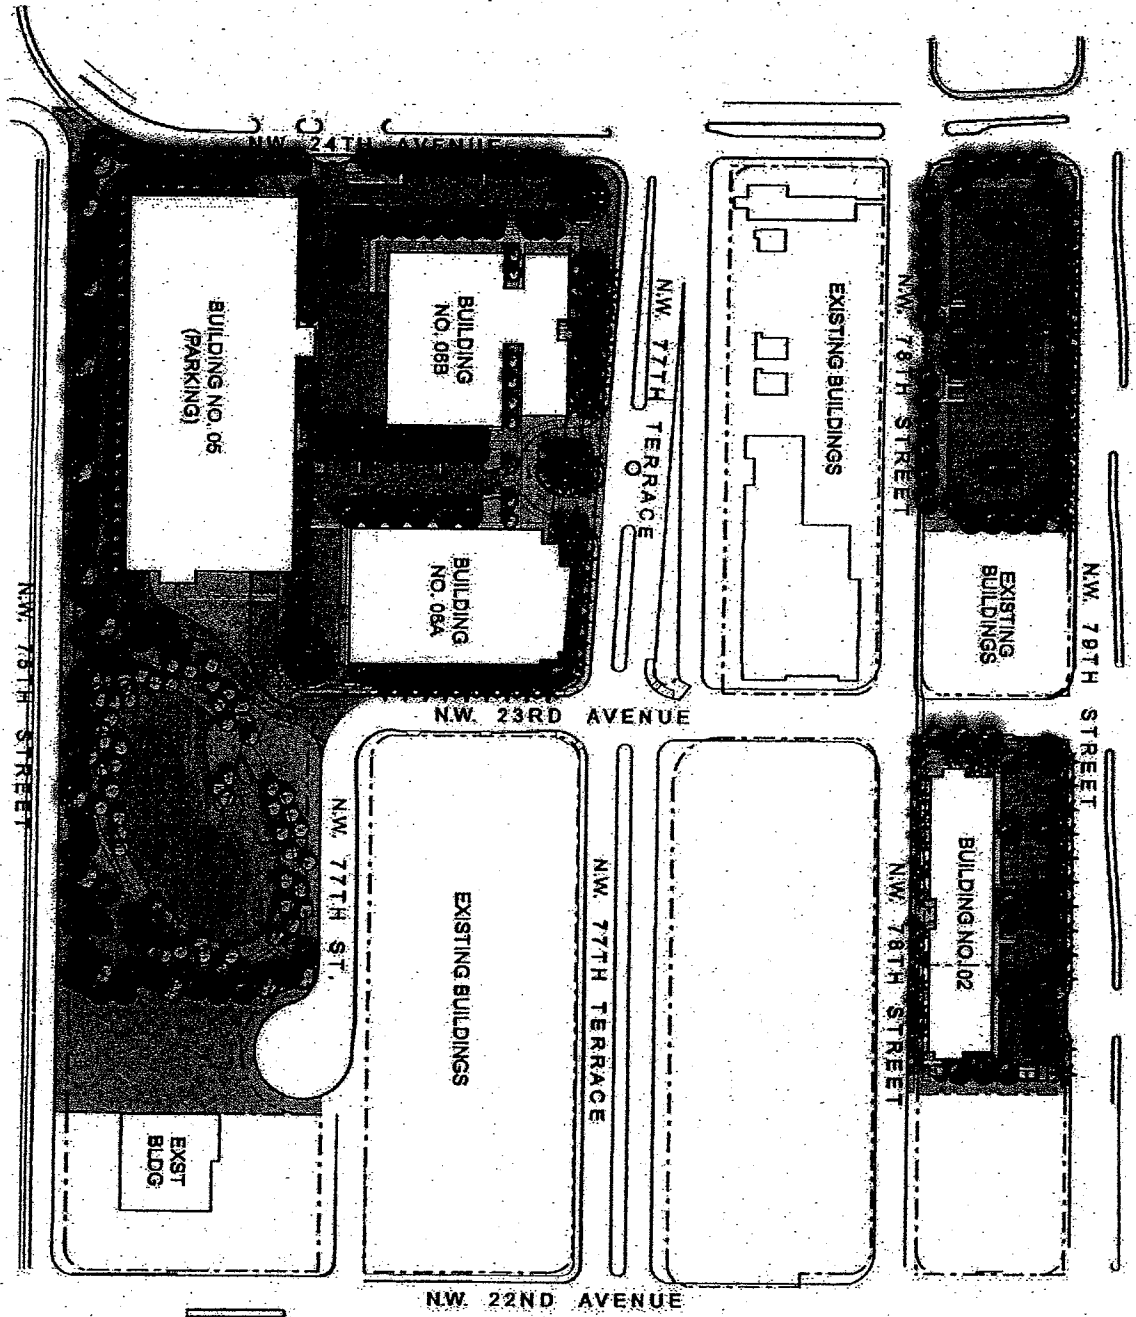 N.W. 24TH AVENUE
BUILDING NO. 05
(PARKING)
BUILDING
NO. 06B
N.W. 77TH TERRACE
EXISTING BUILDINGS
N.W. 78TH STREET
BUILDING
NO. 06A
EXISTING
BUILDINGS
N.W. 79TH STREET
N.W. 76TH STREET
N.W. 23RD AVENUE
N.W. 77TH ST.
EXISTING BUILDINGS
N.W. 77TH TERRACE
N.W. 78TH STREET
BUILDING NO. 02
EXST
BLDG
N.W. 22ND AVENUE